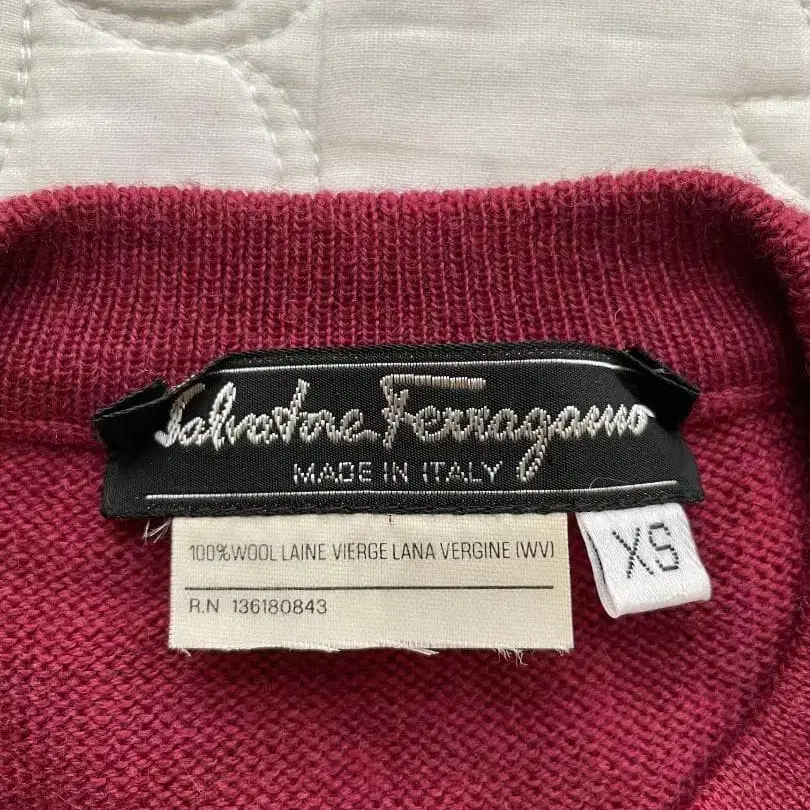 Salvatore Ferragamo
MADE IN ITALY
100% WOOL LAINE VIERGE LANA VERGINE (WV)
R.N 136180843
XS